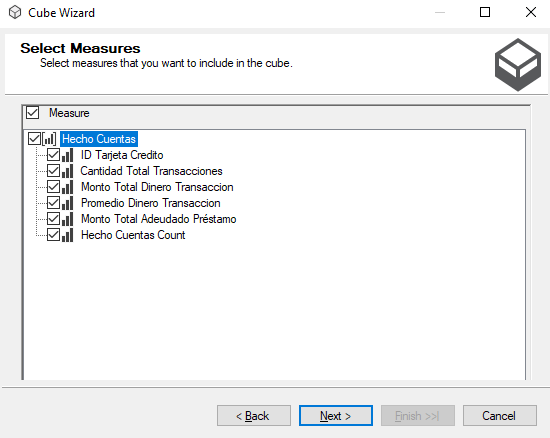 Cube Wizard
Select Measures
Select measures that you want to include in the cube.
Measure
Hecho Cuentas
ID Tarjeta Credito
Cantidad Total Transacciones
Monto Total Dinero Transaccion
Promedio Dinero Transaccion
Monto Total Adeudado Préstamo
Hecho Cuentas Count
< Back
Next >
Finish >>|
Cancel